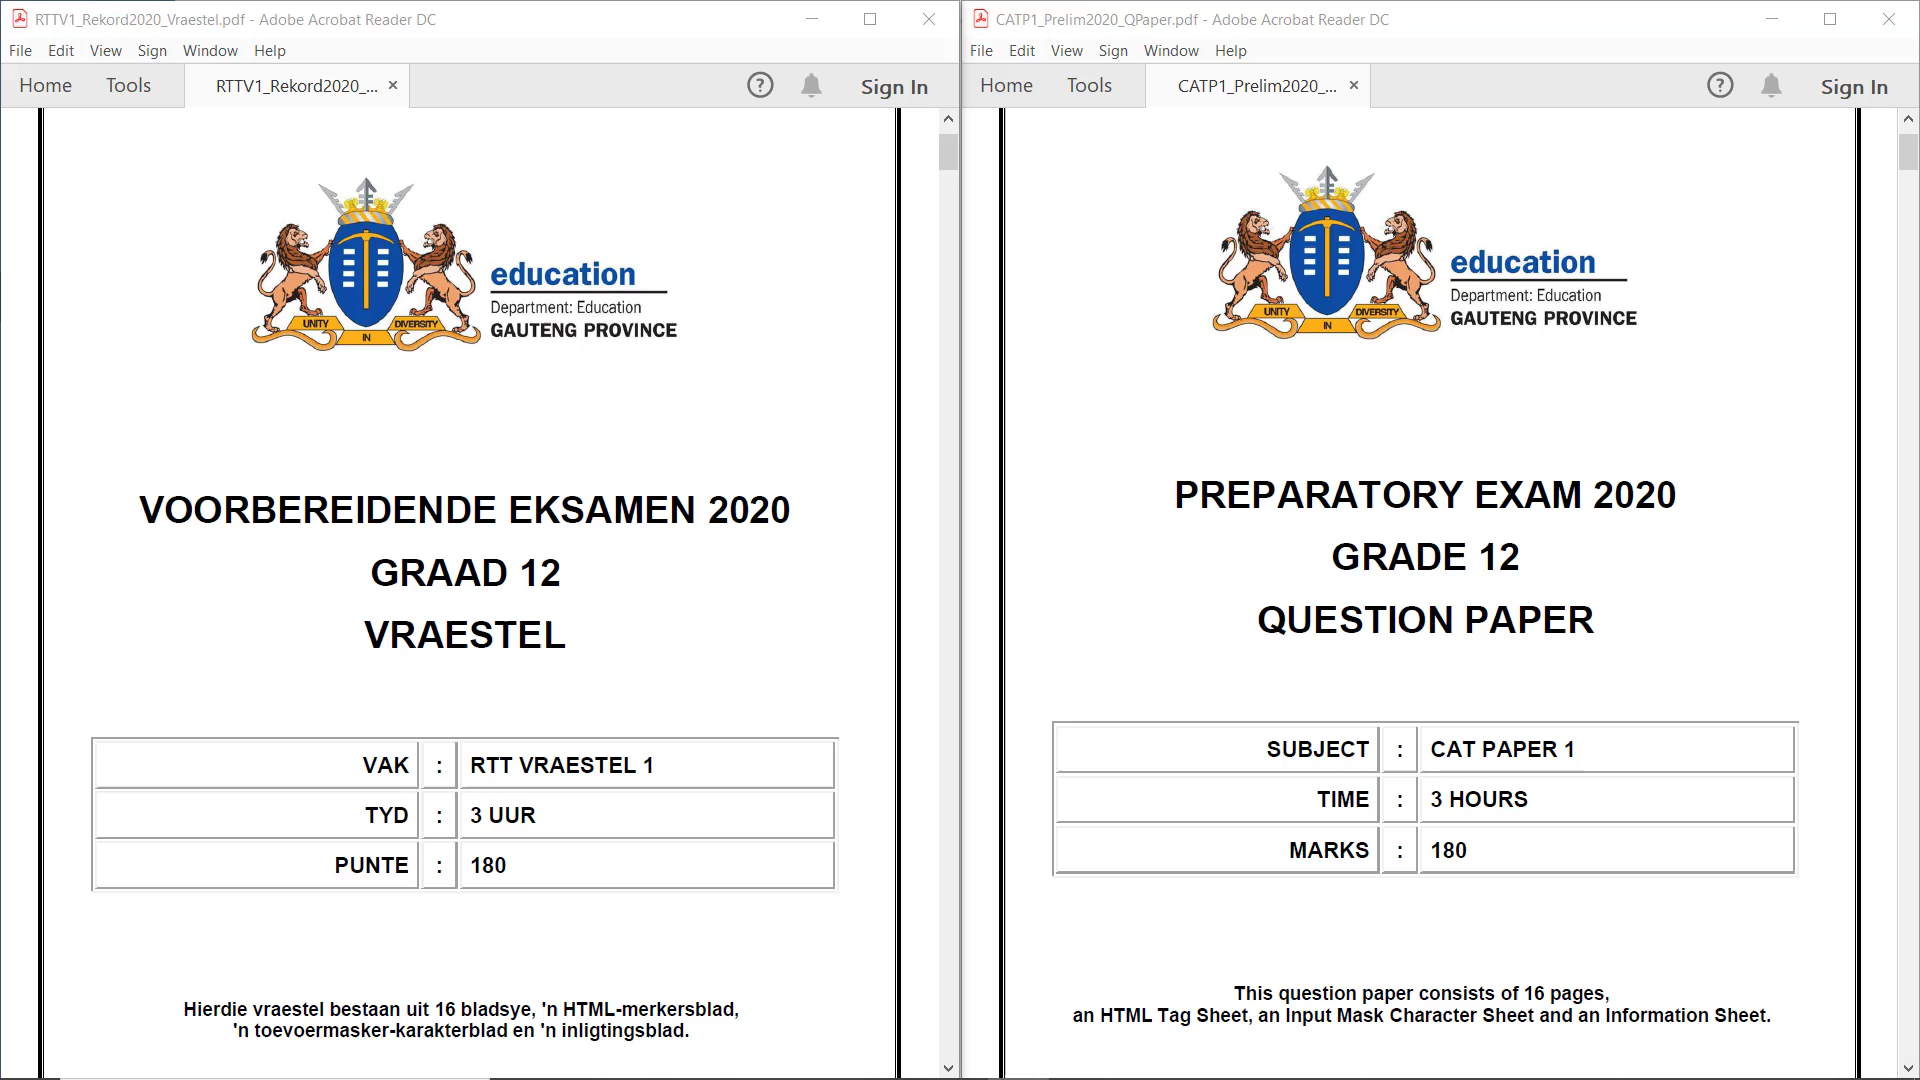 RTTV1_Rekord2020_Vraestel.pdf - Adobe Acrobat Reader DC
File Edit View Sign Window Help
Home Tools RTTV1_Rekord2020_... × ? Sign In
education
Department: Education
GAUTENG PROVINCE
UNITY IN DIVERSITY
VOORBEREIDENDE EKSAMEN 2020
GRAAD 12
VRAESTEL
VAK : RTT VRAESTEL 1
TYD : 3 UUR
PUNTE : 180
Hierdie vraestel bestaan uit 16 bladsye, 'n HTML-merkersblad,
'n toevoermasker-karakterblad en 'n inligtingsblad.
CATP1_Prelim2020_QPaper.pdf - Adobe Acrobat Reader DC
File Edit View Sign Window Help
Home Tools CATP1_Prelim2020_... × ? Sign In
education
Department: Education
GAUTENG PROVINCE
UNITY IN DIVERSITY
PREPARATORY EXAM 2020
GRADE 12
QUESTION PAPER
SUBJECT : CAT PAPER 1
TIME : 3 HOURS
MARKS : 180
This question paper consists of 16 pages,
an HTML Tag Sheet, an Input Mask Character Sheet and an Information Sheet.